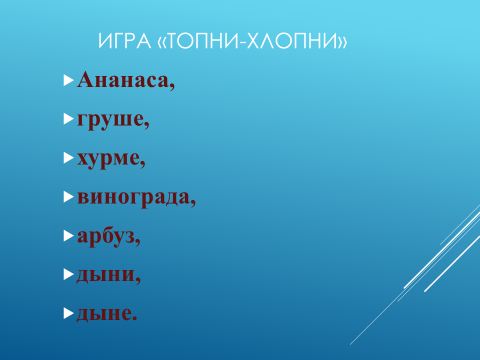 ИГРА «ТОПНИ-ХЛОПНИ»
Ананаса,
груше,
хурме,
винограда,
арбуз,
дыни,
дыне.